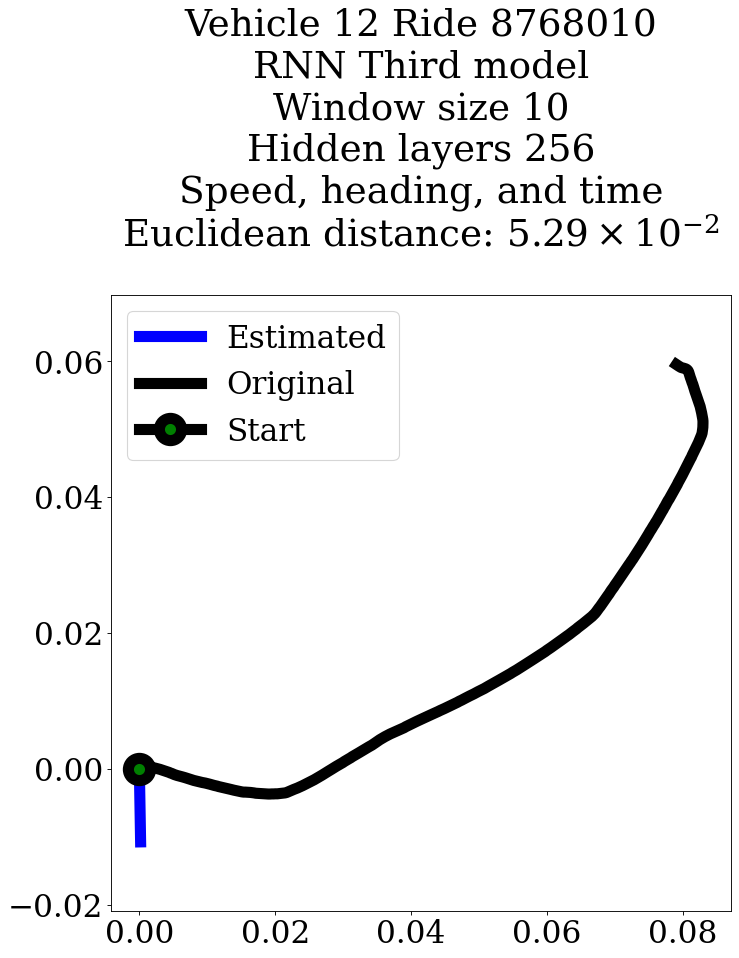 Vehicle 12 Ride 8768010
RNN Third model
Window size 10
Hidden layers 256
Speed, heading, and time
Euclidean distance: 5.29 × 10⁻²
Estimated
Original
Start
0.06
0.04
0.02
0.00
−0.02
0.00 0.02 0.04 0.06 0.08